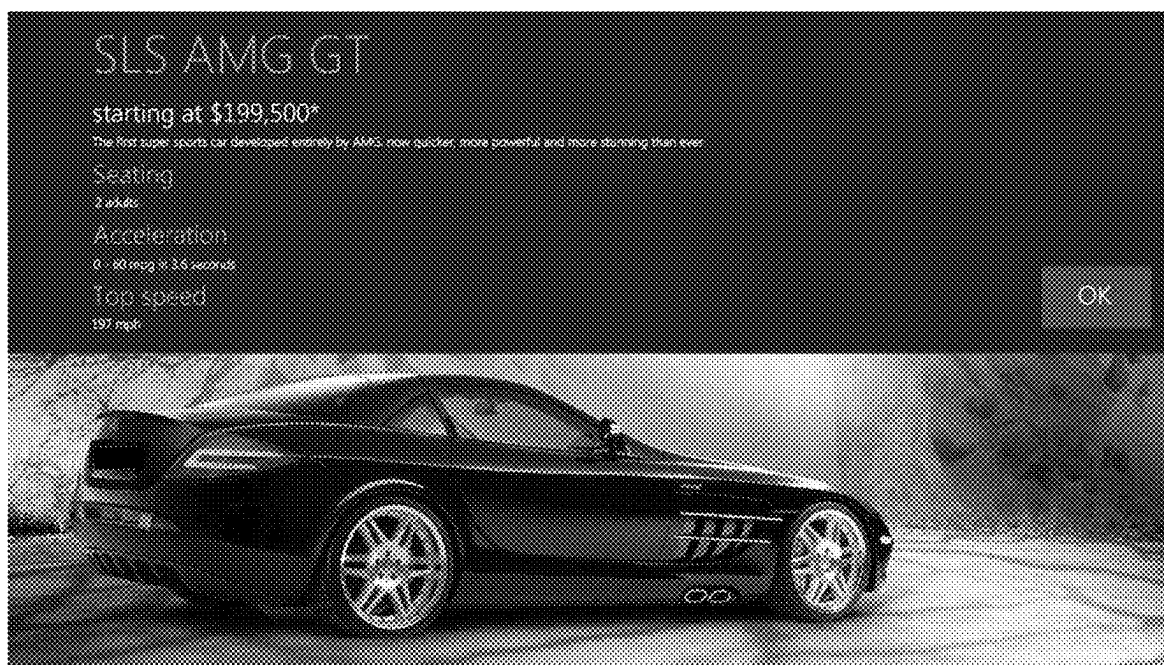 SLS AMG GT
starting at $199,500*
The first super sports car developed entirely by AMG, now quicker, more powerful and more stunning than ever
Seating
2 adults
Acceleration
0 - 60 mpg in 3.6 seconds
Top speed
197 mph
OK